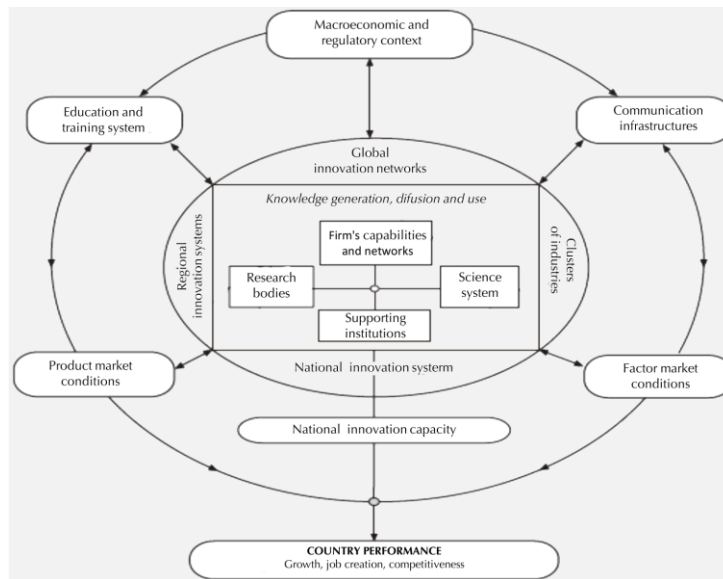 Macroeconomic and
regulatory context
Education and
training system
Communication
infrastructures
Global
innovation networks
Knowledge generation, difusion and use
Regional
innovation systems
Clusters
of industries
Firm's capabilities
and networks
Research
bodies
Science
system
Supporting
institutions
Product market
conditions
National innovation systerm
Factor market
conditions
National innovation capacity
COUNTRY PERFORMANCE
Growth, job creation, competitiveness